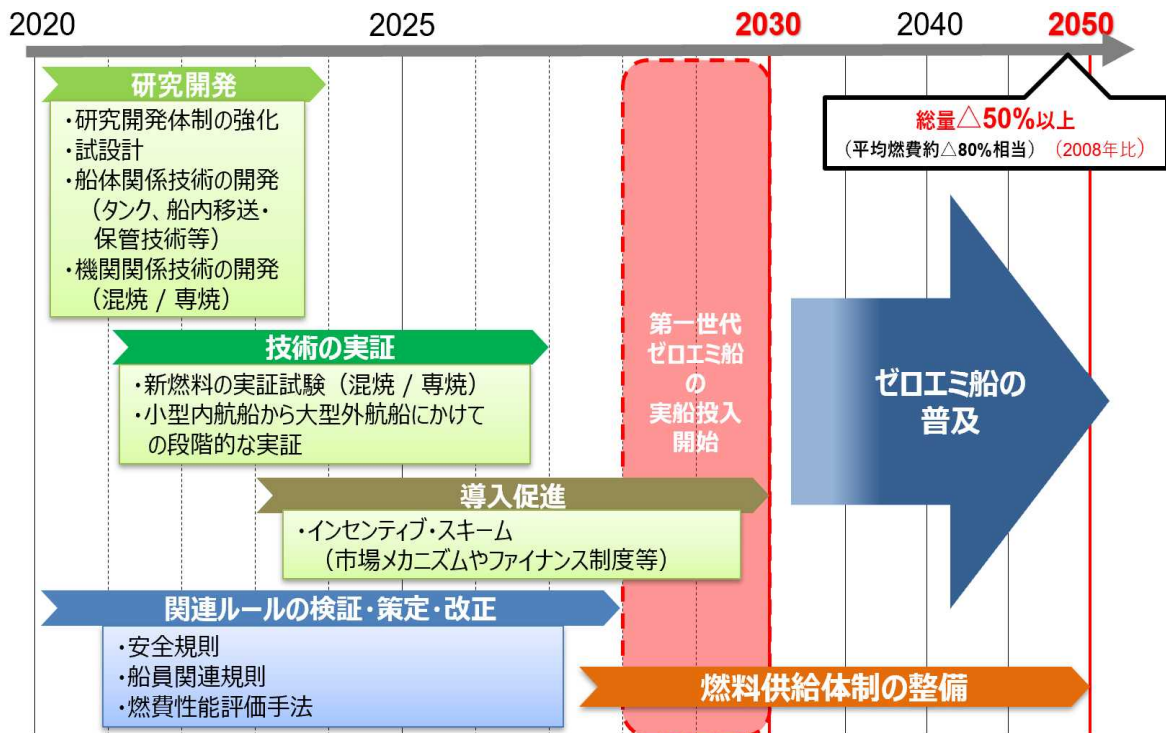 2020 2025 2030 2040 2050
総量△50%以上
(平均燃費約△80%相当) (2008年比)
研究開発
・研究開発体制の強化
・試設計
・船体関係技術の開発
(タンク、船内移送・
保管技術等)
・機関関係技術の開発
(混焼 / 専焼)
技術の実証
・新燃料の実証試験(混焼 / 専焼)
・小型内航船から大型外航船にかけて
の段階的な実証
導入促進
・インセンティブ・スキーム
(市場メカニズムやファイナンス制度等)
関連ルールの検証・策定・改正
・安全規則
・船員関連規則
・燃費性能評価手法
第一世代
ゼロエミ船
の
実船投入
開始
ゼロエミ船の
普及
燃料供給体制の整備